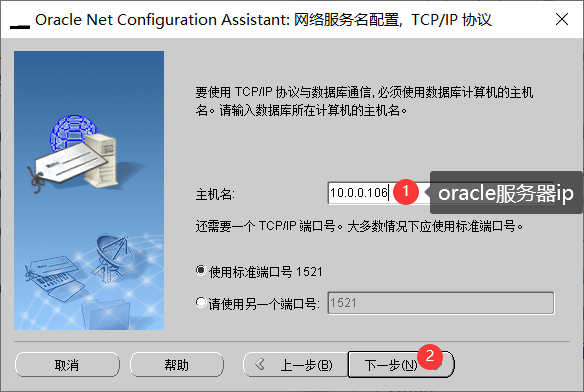 Oracle Net Configuration Assistant: 网络服务名配置, TCP/IP 协议
要使用 TCP/IP 协议与数据库通信, 必须使用数据库计算机的主机
名。请输入数据库所在计算机的主机名。
主机名: 10.0.0.106 1 oracle服务器ip
还需要一个 TCP/IP 端口号。大多数情况下应使用标准端口号。
使用标准端口号 1521
请使用另一个端口号: 1521
取消 帮助 上一步(B) 下一步(N) 2